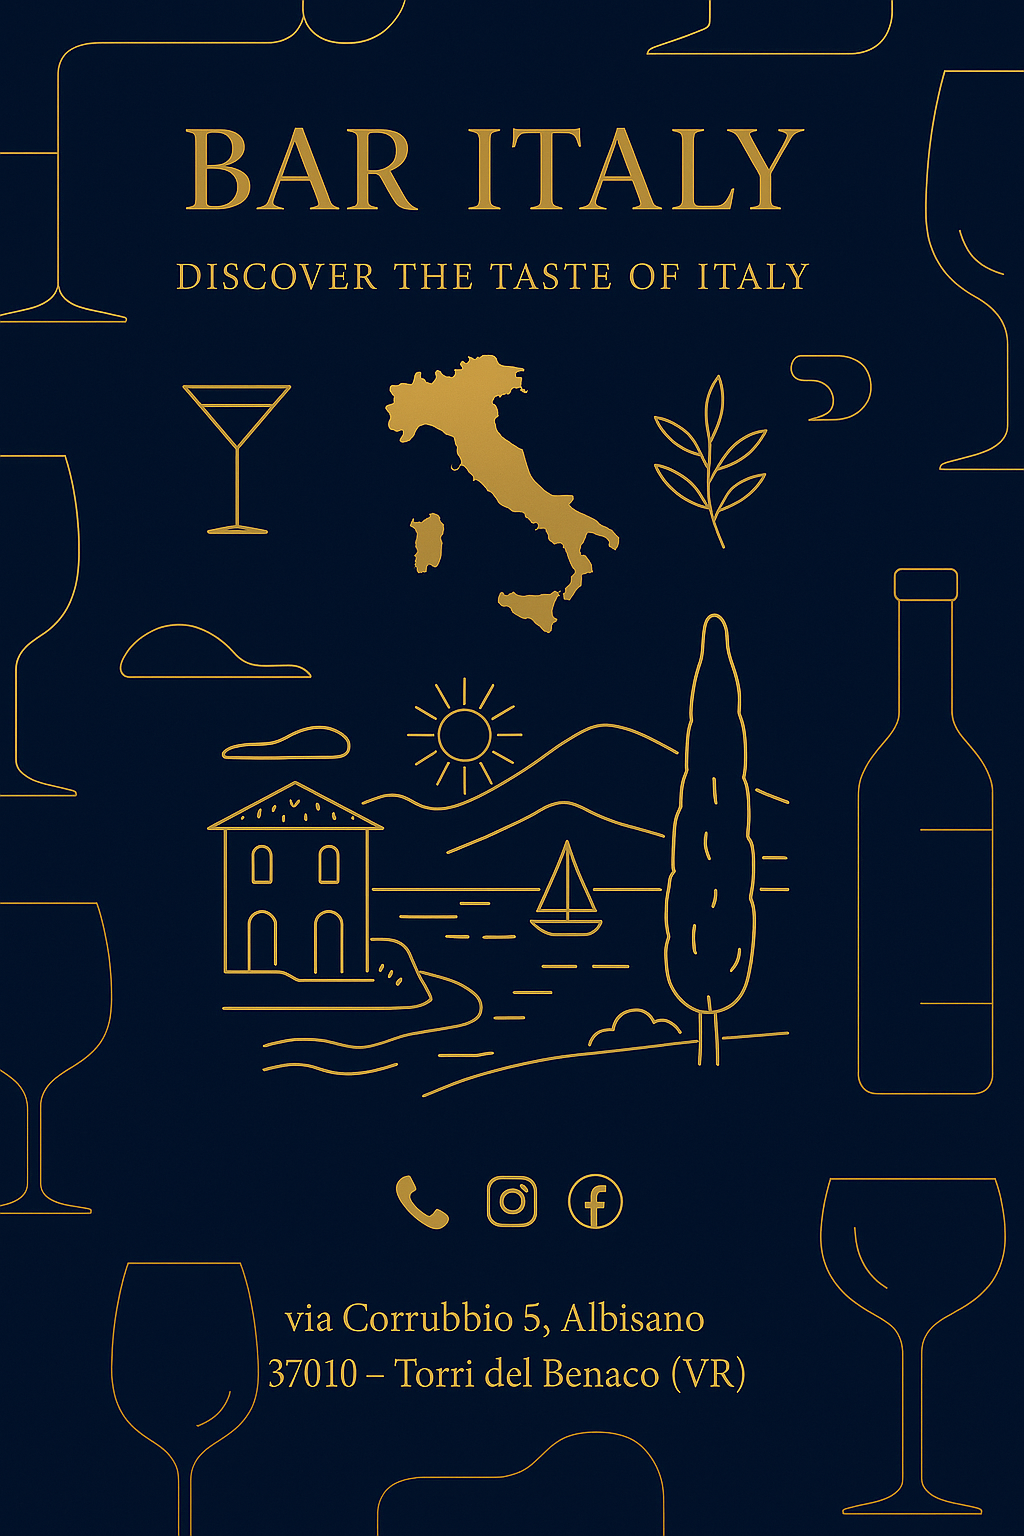 BAR ITALY
DISCOVER THE TASTE OF ITALY
via Corrubbio 5, Albisano
37010 – Torri del Benaco (VR)